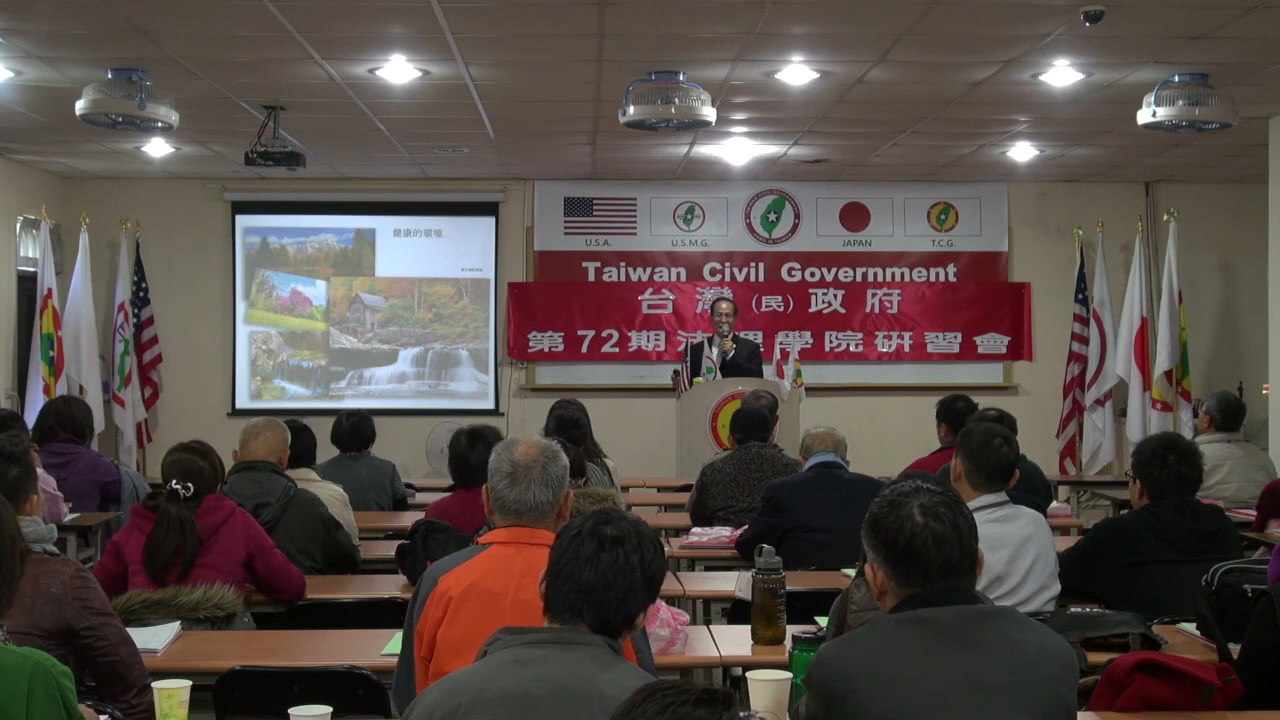 健康的環境
U.S.A.
U.S.M.G.
JAPAN
T.C.G.
Taiwan Civil Government
台灣(民)政府
第72期 學院研習會